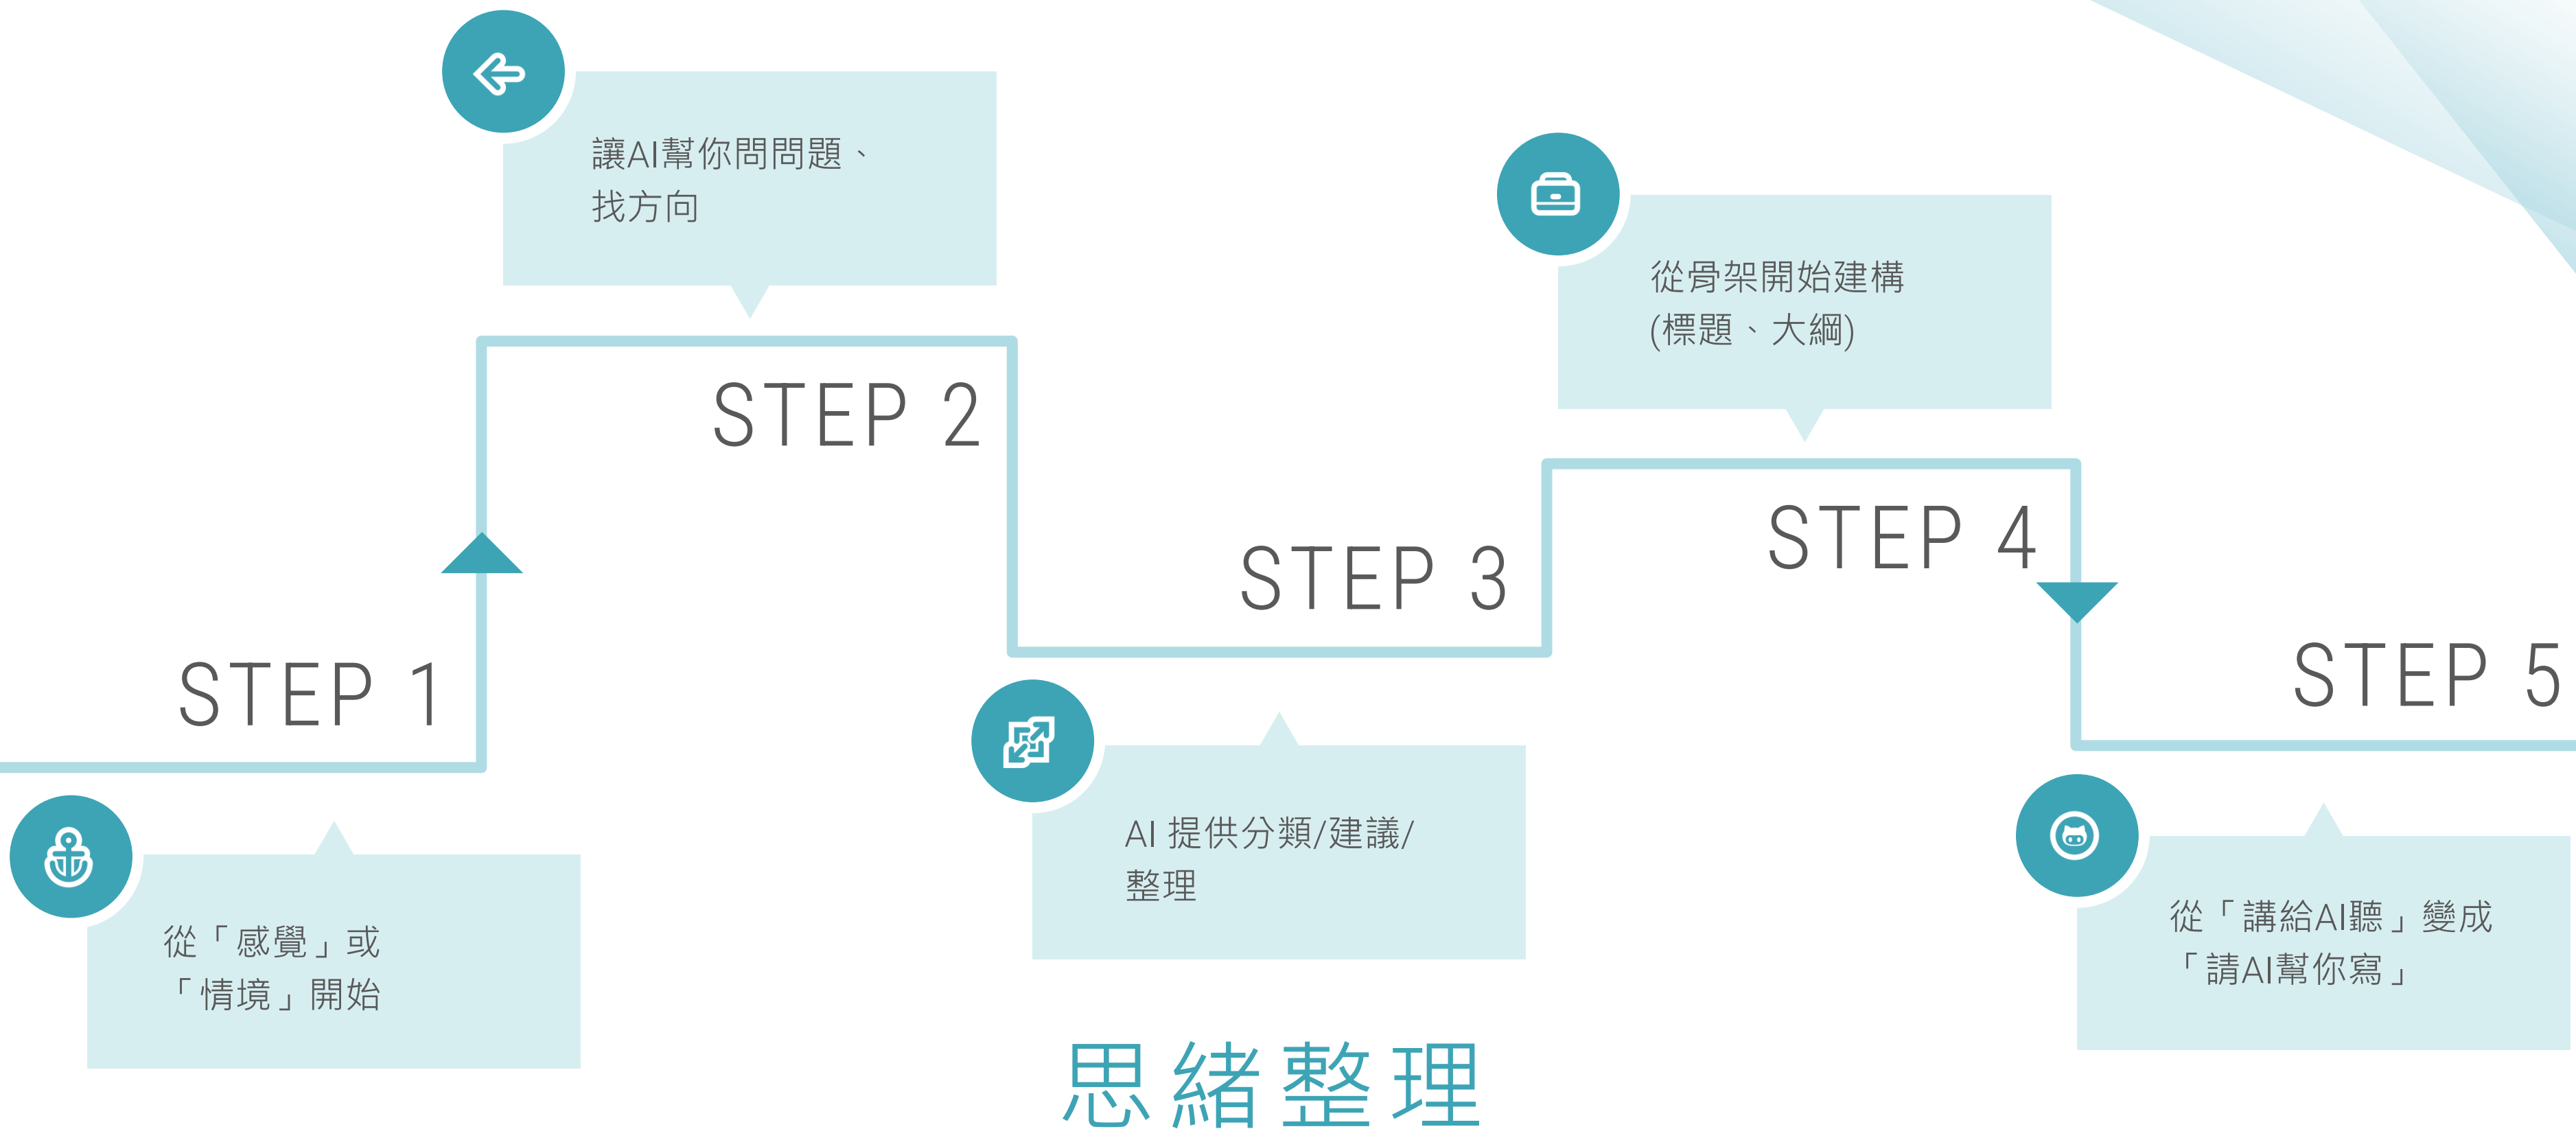 STEP 1
從「感覺」或
「情境」開始
讓AI幫你問問題、
找方向
STEP 2
STEP 3
AI 提供分類/建議/
整理
從骨架開始建構
(標題、大綱)
STEP 4
STEP 5
從「講給AI聽」變成
「請AI幫你寫」
思緒整理